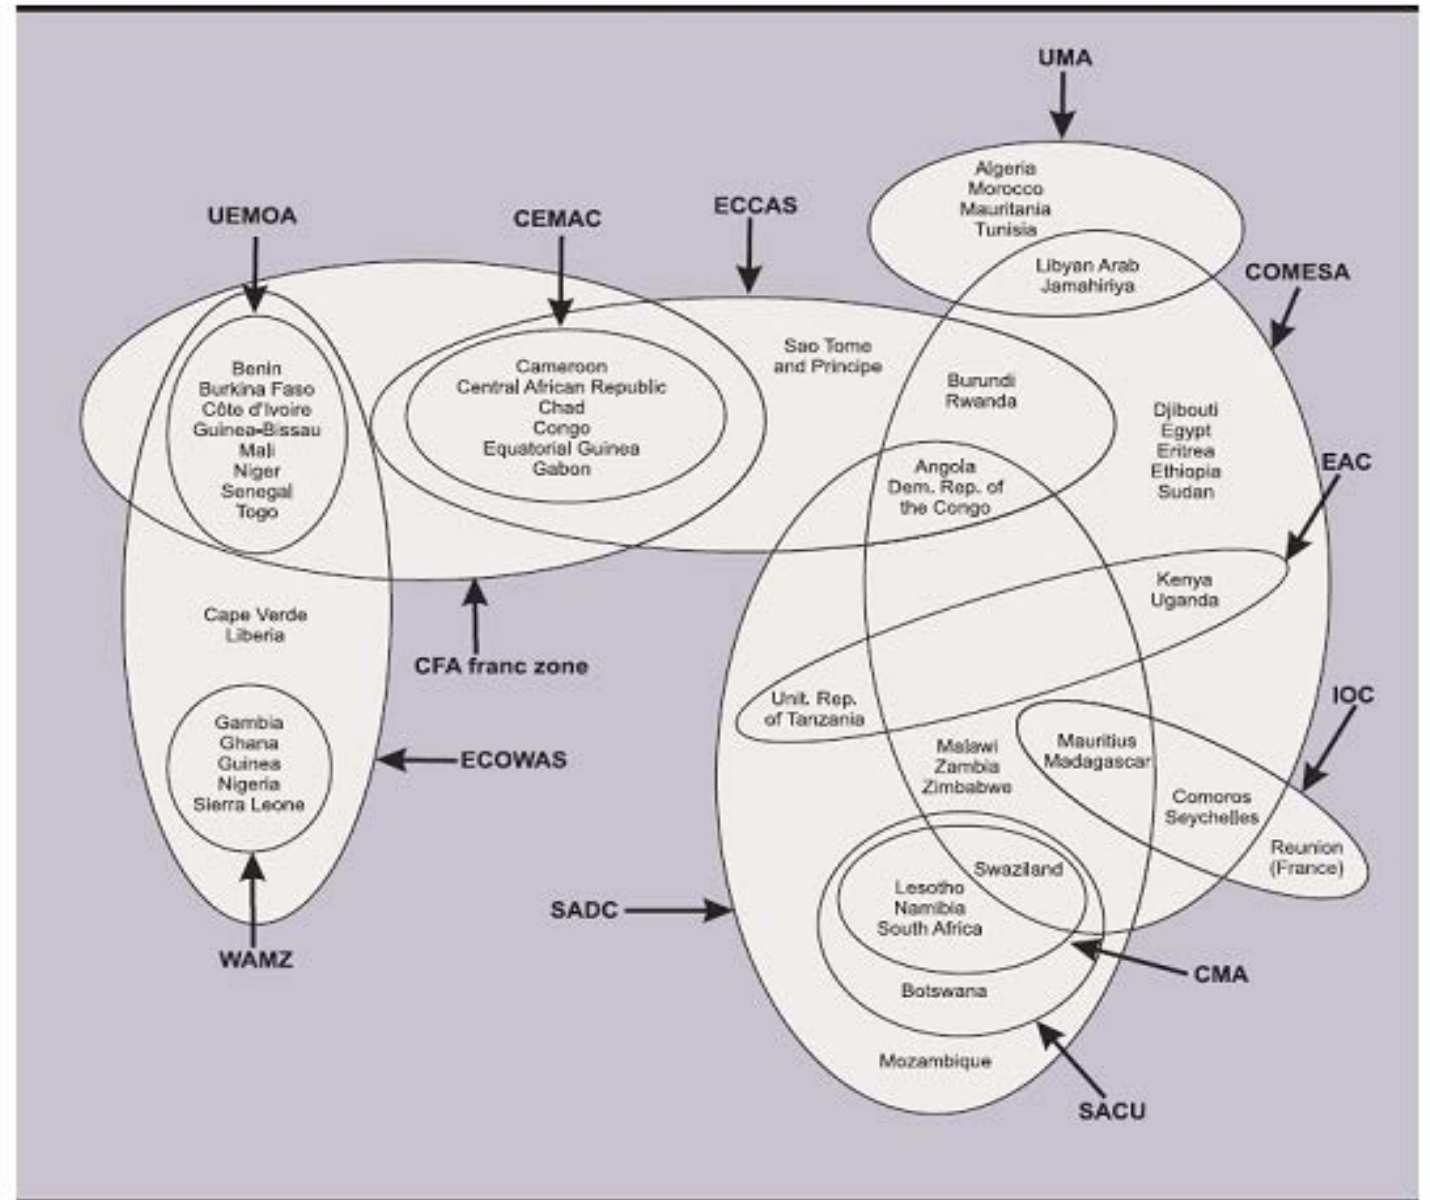 UMA
Algeria
Morocco
Mauritania
Tunisia
Libyan Arab
Jamahiriya
COMESA
UEMOA
CEMAC
ECCAS
Benin
Burkina Faso
Côte d'Ivoire
Guinea-Bissau
Mali
Niger
Senegal
Togo
Cameroon
Central African Republic
Chad
Congo
Equatorial Guinea
Gabon
Sao Tome
and Principe
Burundi
Rwanda
Djibouti
Egypt
Eritrea
Ethiopia
Sudan
EAC
Angola
Dem. Rep. of
the Congo
Kenya
Uganda
Cape Verde
Liberia
CFA franc zone
Unit. Rep.
of Tanzania
IOC
Gambia
Ghana
Guinea
Nigeria
Sierra Leone
ECOWAS
Malawi
Zambia
Zimbabwe
Mauritius
Madagascar
Comoros
Seychelles
Reunion
(France)
Swaziland
Lesotho
Namibia
South Africa
SADC
WAMZ
CMA
Botswana
Mozambique
SACU